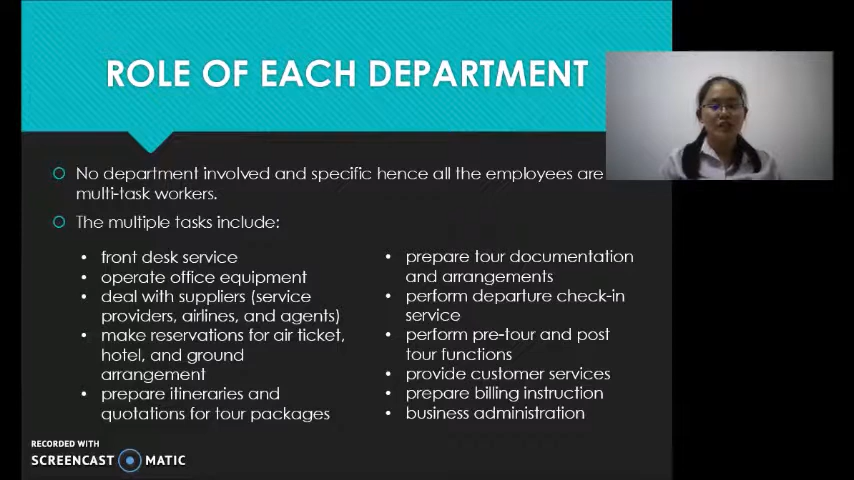 ROLE OF EACH DEPARTMENT
No department involved and specific hence all the employees are
multi-task workers.
The multiple tasks include:
front desk service
operate office equipment
deal with suppliers (service
providers, airlines, and agents)
make reservations for air ticket,
hotel, and ground
arrangement
prepare itineraries and
quotations for tour packages
prepare tour documentation
and arrangements
perform departure check-in
service
perform pre-tour and post
tour functions
provide customer services
prepare billing instruction
business administration
RECORDED WITH
SCREENCAST MATIC